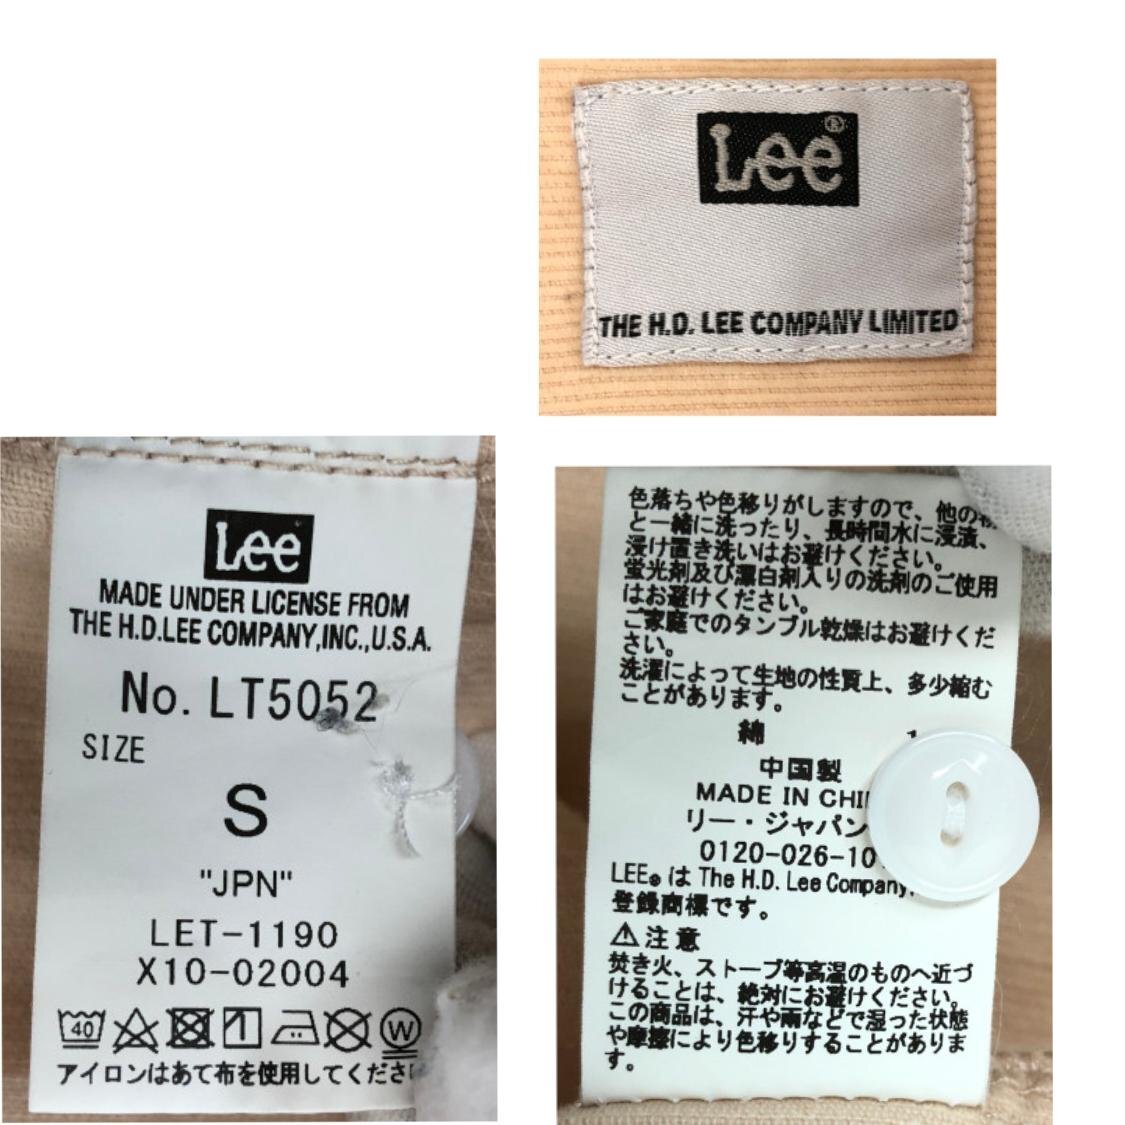 Lee®
THE H.D. LEE COMPANY LIMITED
Lee
MADE UNDER LICENSE FROM
THE H.D.LEE COMPANY,INC.,U.S.A.
No. LT5052
SIZE
S
"JPN"
LET-1190
X10-02004
40
W
アイロンはあて布を使用してくださ
色落ちや色移りがしますので、他の
と一緒に洗ったり、長時間水に浸漬、
浸け置き洗いはお避けください。
蛍光剤及び漂白剤入りの洗剤のご使用
はお避けください。
ご家庭でのタンブル乾燥はお避けくだ
さい。
洗濯によって生地の性質上、多少縮む
ことがあります。
綿
中国製
MADE IN CHI
リー・ジャパン
0120-026-10
LEE® は The H.D. Lee Company,
登録商標です。
⚠注意
焚き火、ストーブ等高温のものへ近づ
けることは、絶対にお避けください。
この商品は、汗や雨などで湿った状態
や摩擦により色移りすることがありま
す。